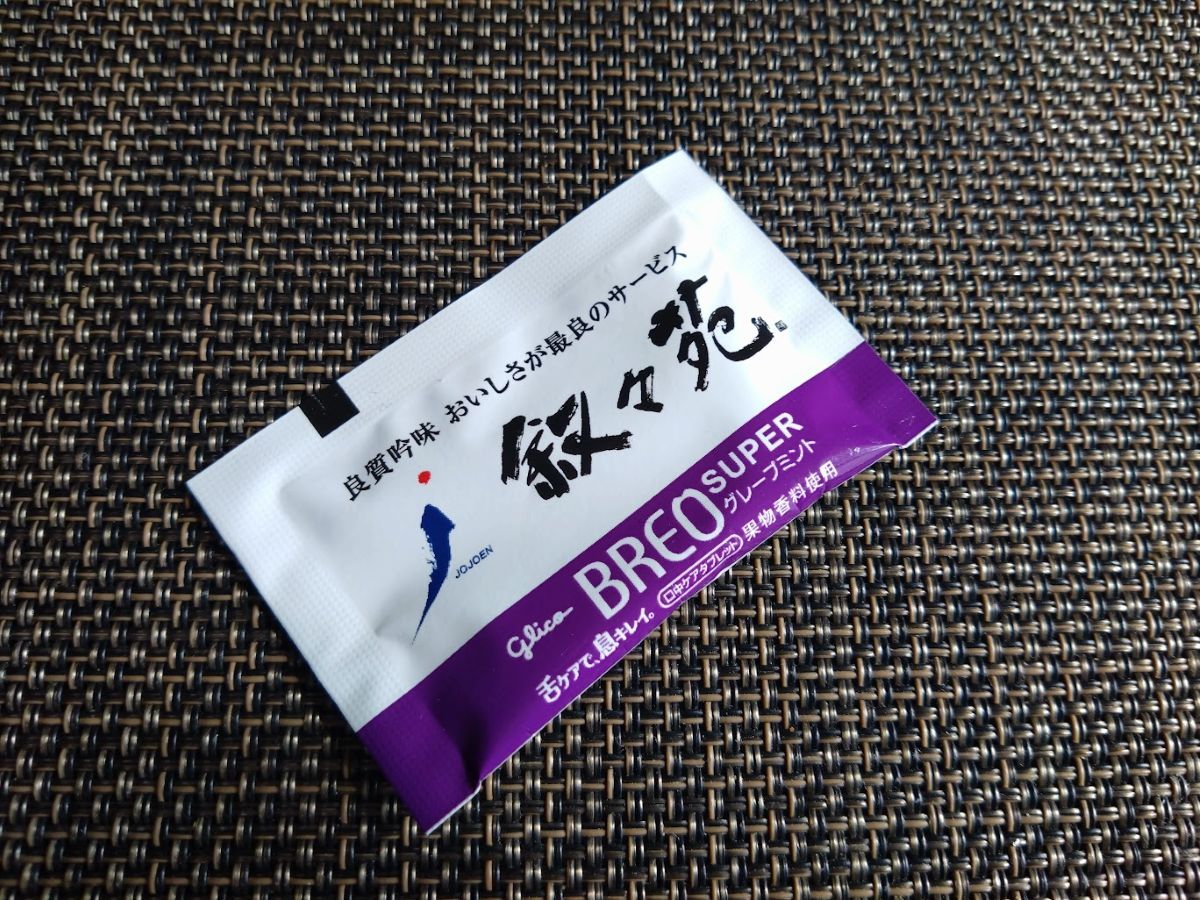 良質吟味 おいしさが最良のサービス
叙々苑
JOJOEN
Glico BREO SUPER
グレープミント
舌ケアで、息キレイ。 口中ケアタブレット 果物香料使用